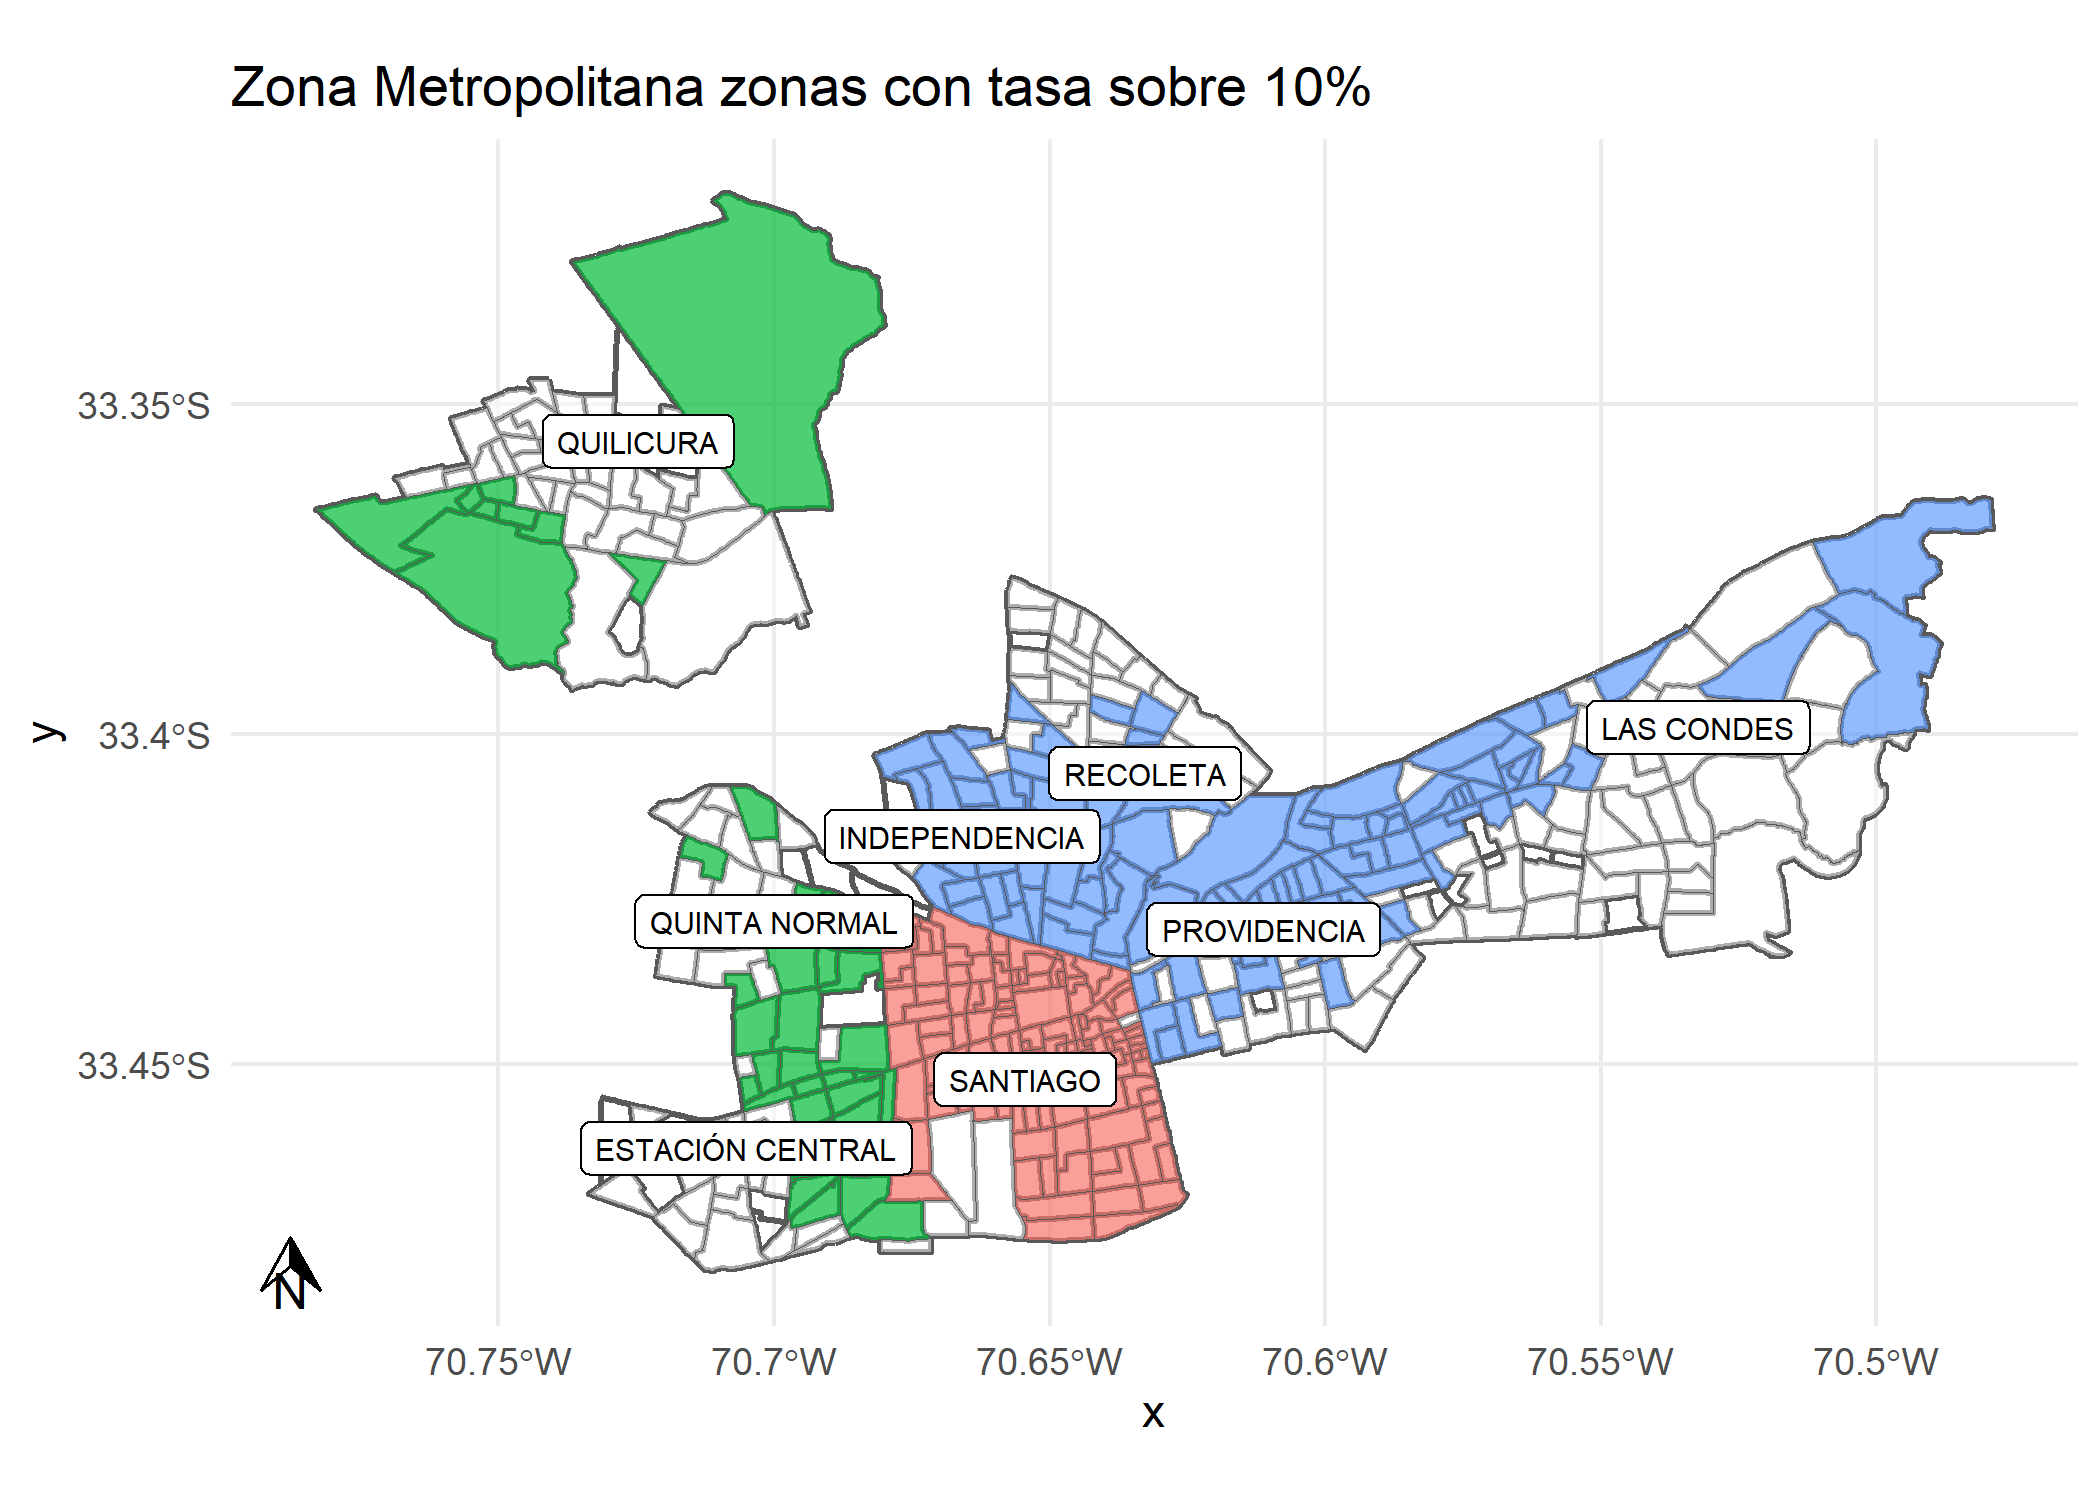 Zona Metropolitana zonas con tasa sobre 10%
33.35°S
33.4°S
33.45°S
y
QUILICURA
LAS CONDES
RECOLETA
INDEPENDENCIA
QUINTA NORMAL
PROVIDENCIA
SANTIAGO
ESTACIÓN CENTRAL
N
70.75°W
70.7°W
70.65°W
70.6°W
70.55°W
70.5°W
x